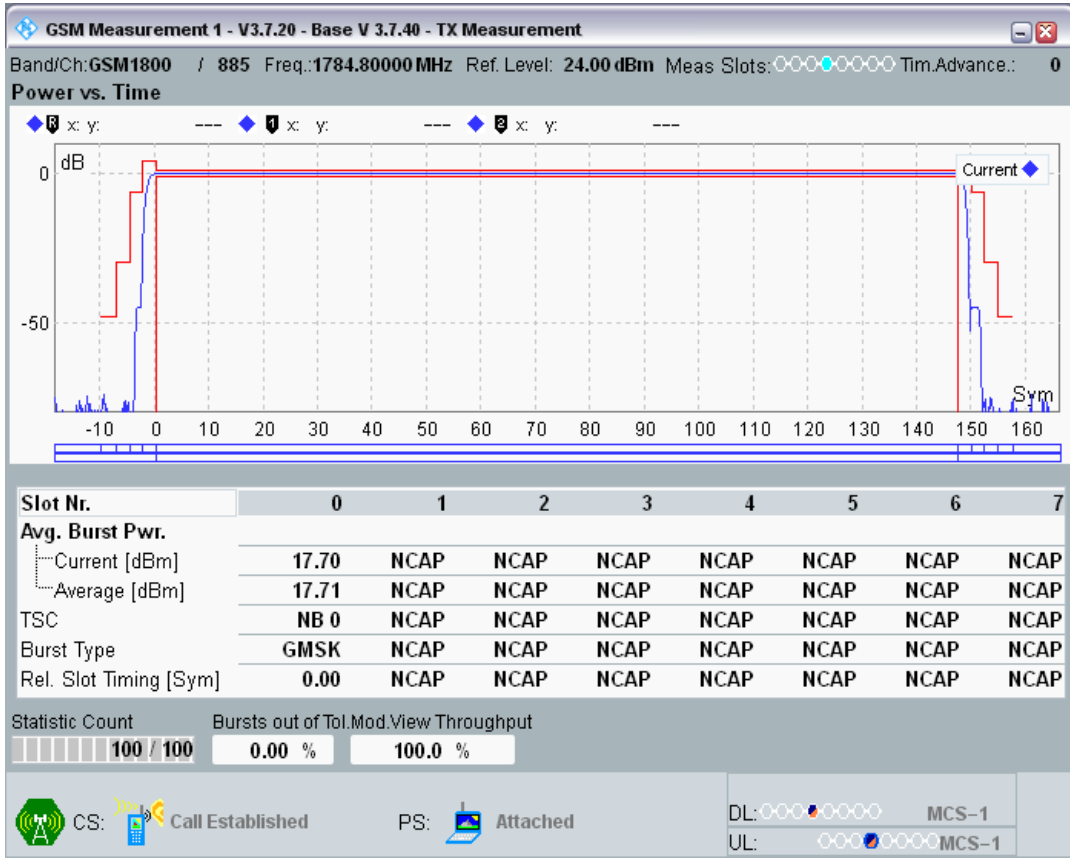 GSM Measurement 1 - V3.7.20 - Base V 3.7.40 - TX Measurement
Band/Ch:GSM1800 / 885 Freq.:1784.80000 MHz Ref. Level: 24.00 dBm Meas Slots: Tim.Advance.: 0
Power vs. Time
R x: y: --- 1 x: y: --- 2 x: y: ---
dB
0
Current
-50
Sym
-10 0 10 20 30 40 50 60 70 80 90 100 110 120 130 140 150 160
Slot Nr. 0 1 2 3 4 5 6 7
Avg. Burst Pwr.
Current [dBm] 17.70 NCAP NCAP NCAP NCAP NCAP NCAP NCAP
Average [dBm] 17.71 NCAP NCAP NCAP NCAP NCAP NCAP NCAP
TSC NB 0 NCAP NCAP NCAP NCAP NCAP NCAP NCAP
Burst Type GMSK NCAP NCAP NCAP NCAP NCAP NCAP NCAP
Rel. Slot Timing [Sym] 0.00 NCAP NCAP NCAP NCAP NCAP NCAP NCAP
Statistic Count Bursts out of Tol. Mod.View Throughput
100 / 100 0.00 % 100.0 %
CS: Call Established PS: Attached
DL: MCS-1
UL: MCS-1